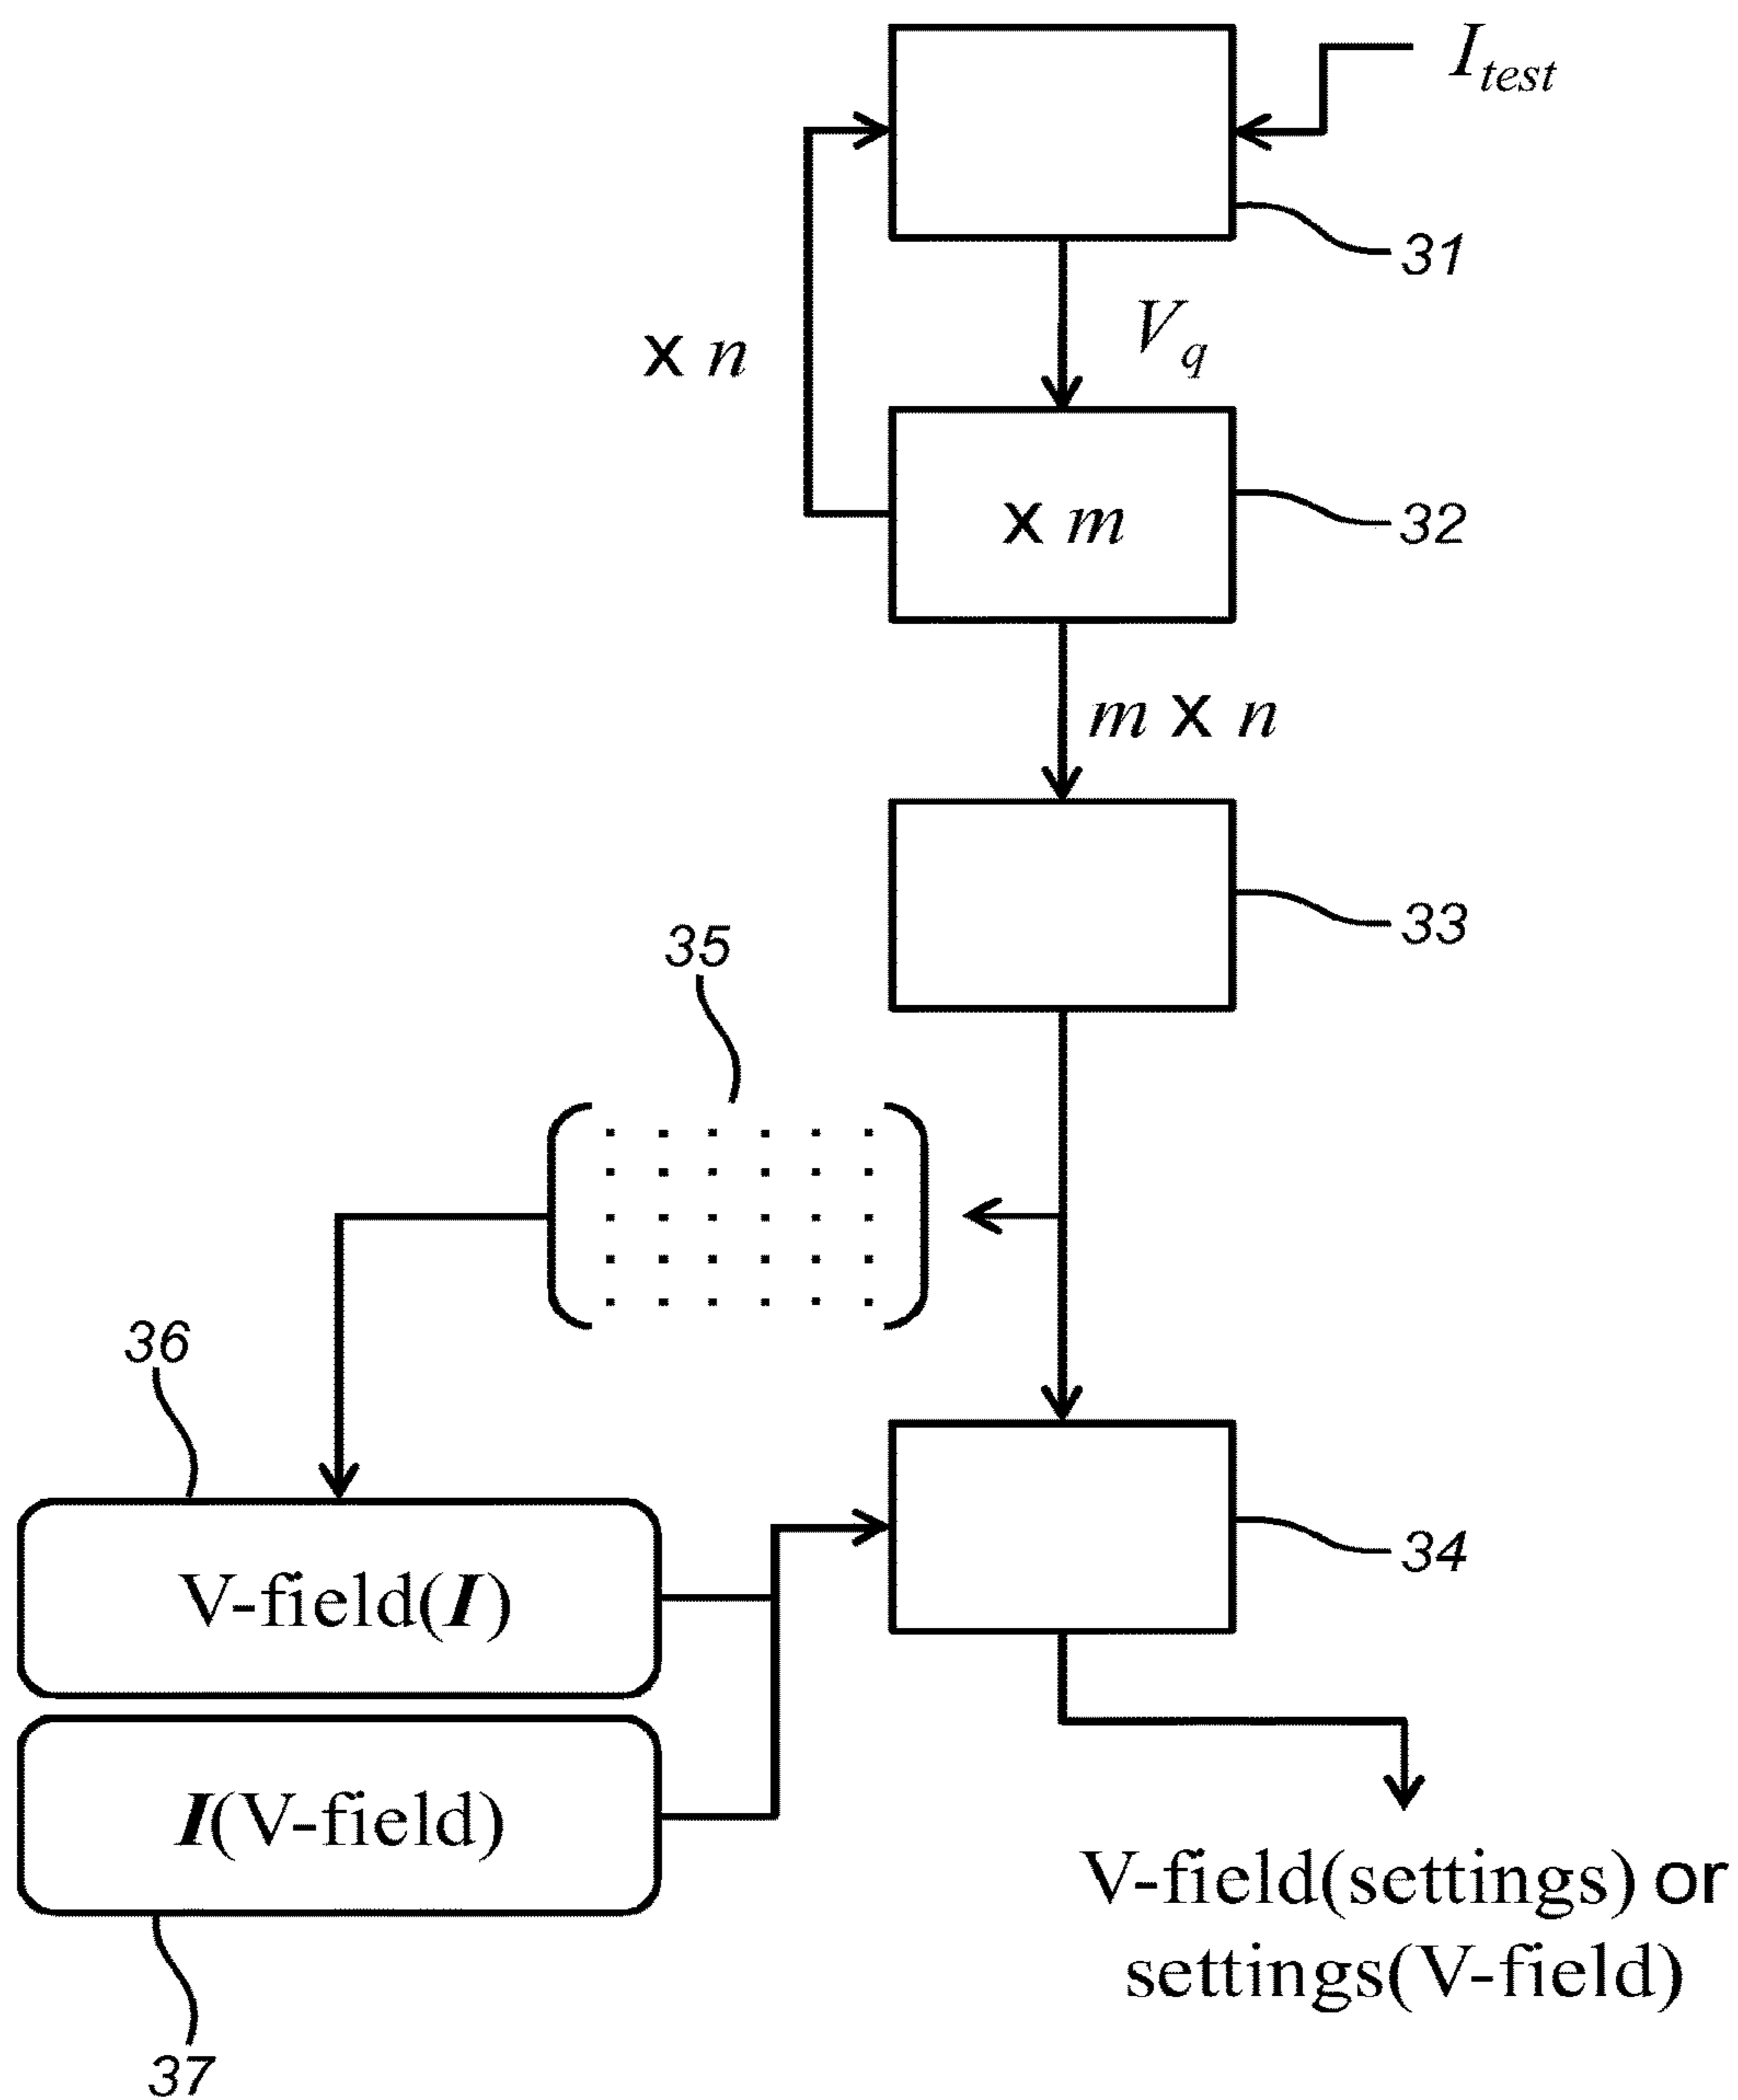 I_test
31
x n
V_q
x m
32
m x n
33
35
36
V-field(I)
34
I(V-field)
V-field(settings) or
settings(V-field)
37